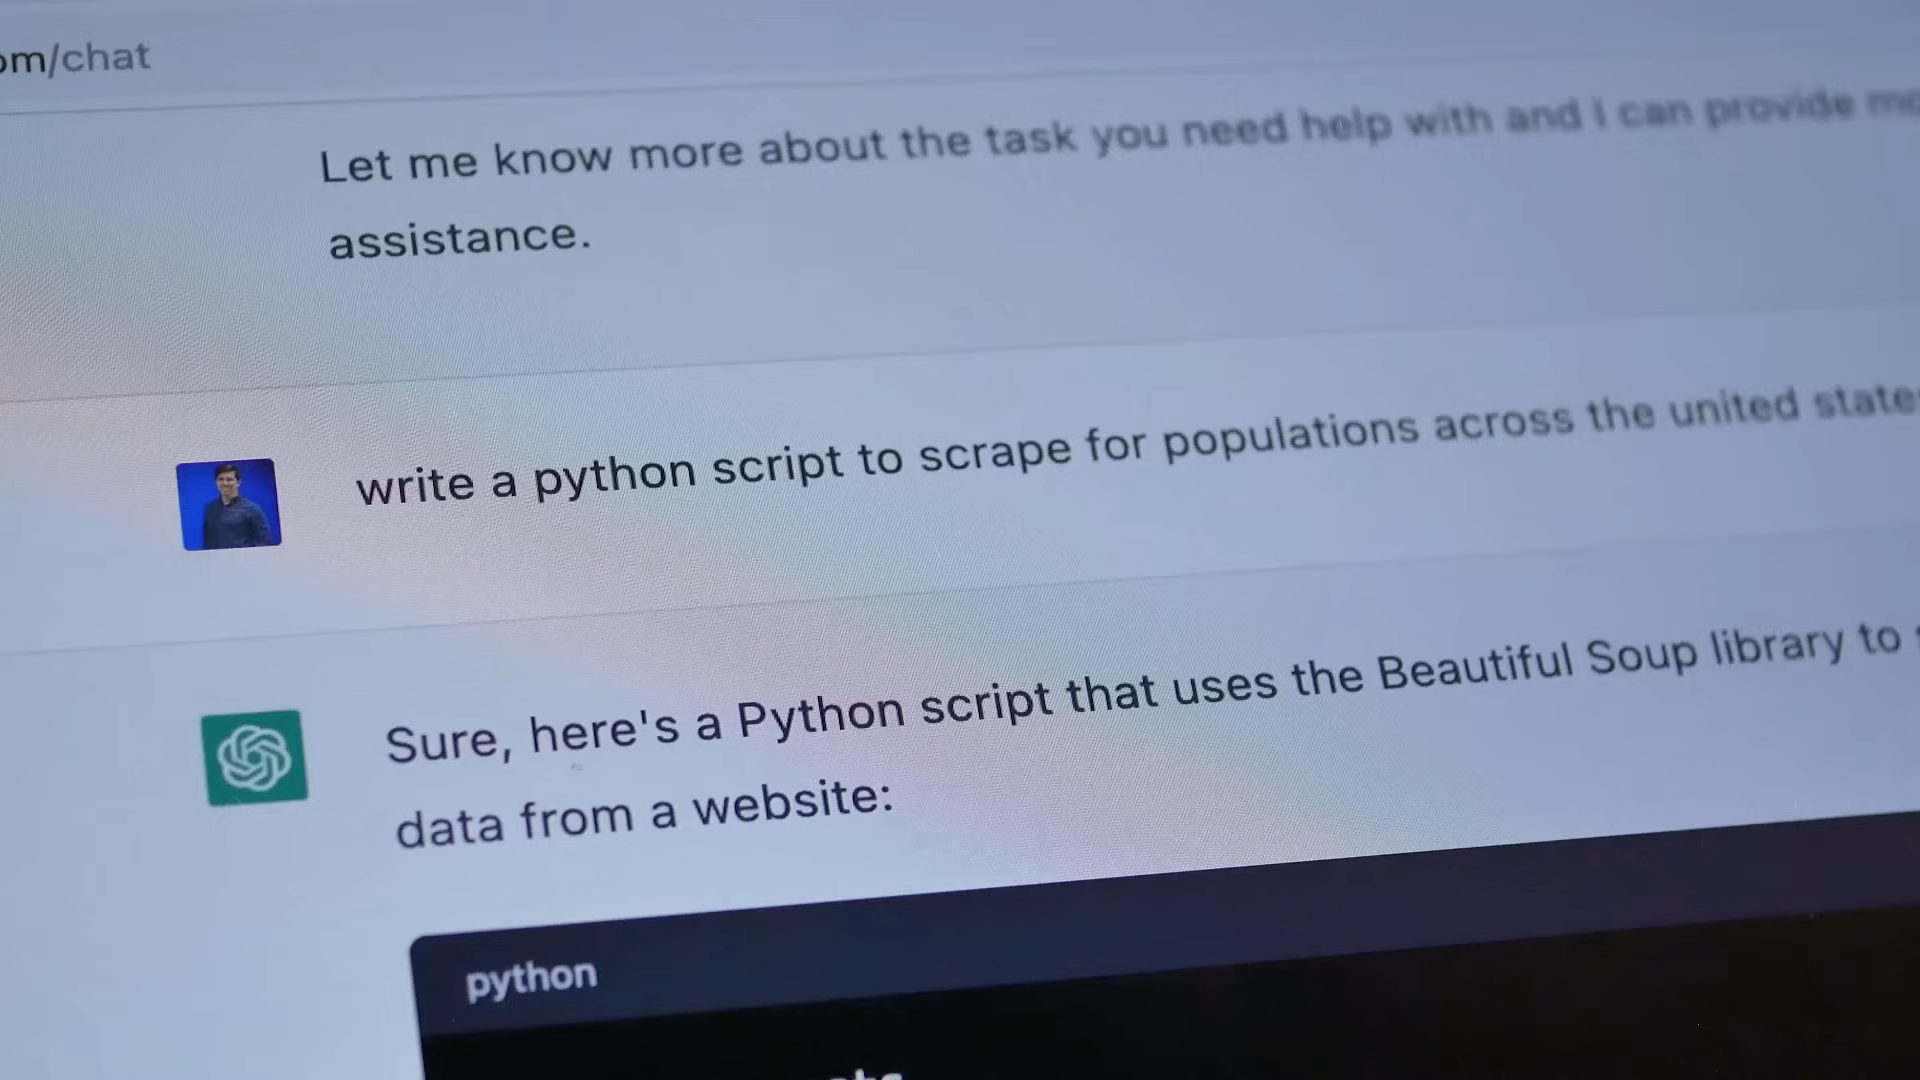 om/chat
Let me know more about the task you need help with and I can provide
assistance.
write a python script to scrape for populations across the united
Sure, here's a Python script that uses the Beautiful Soup library to
data from a website:
python